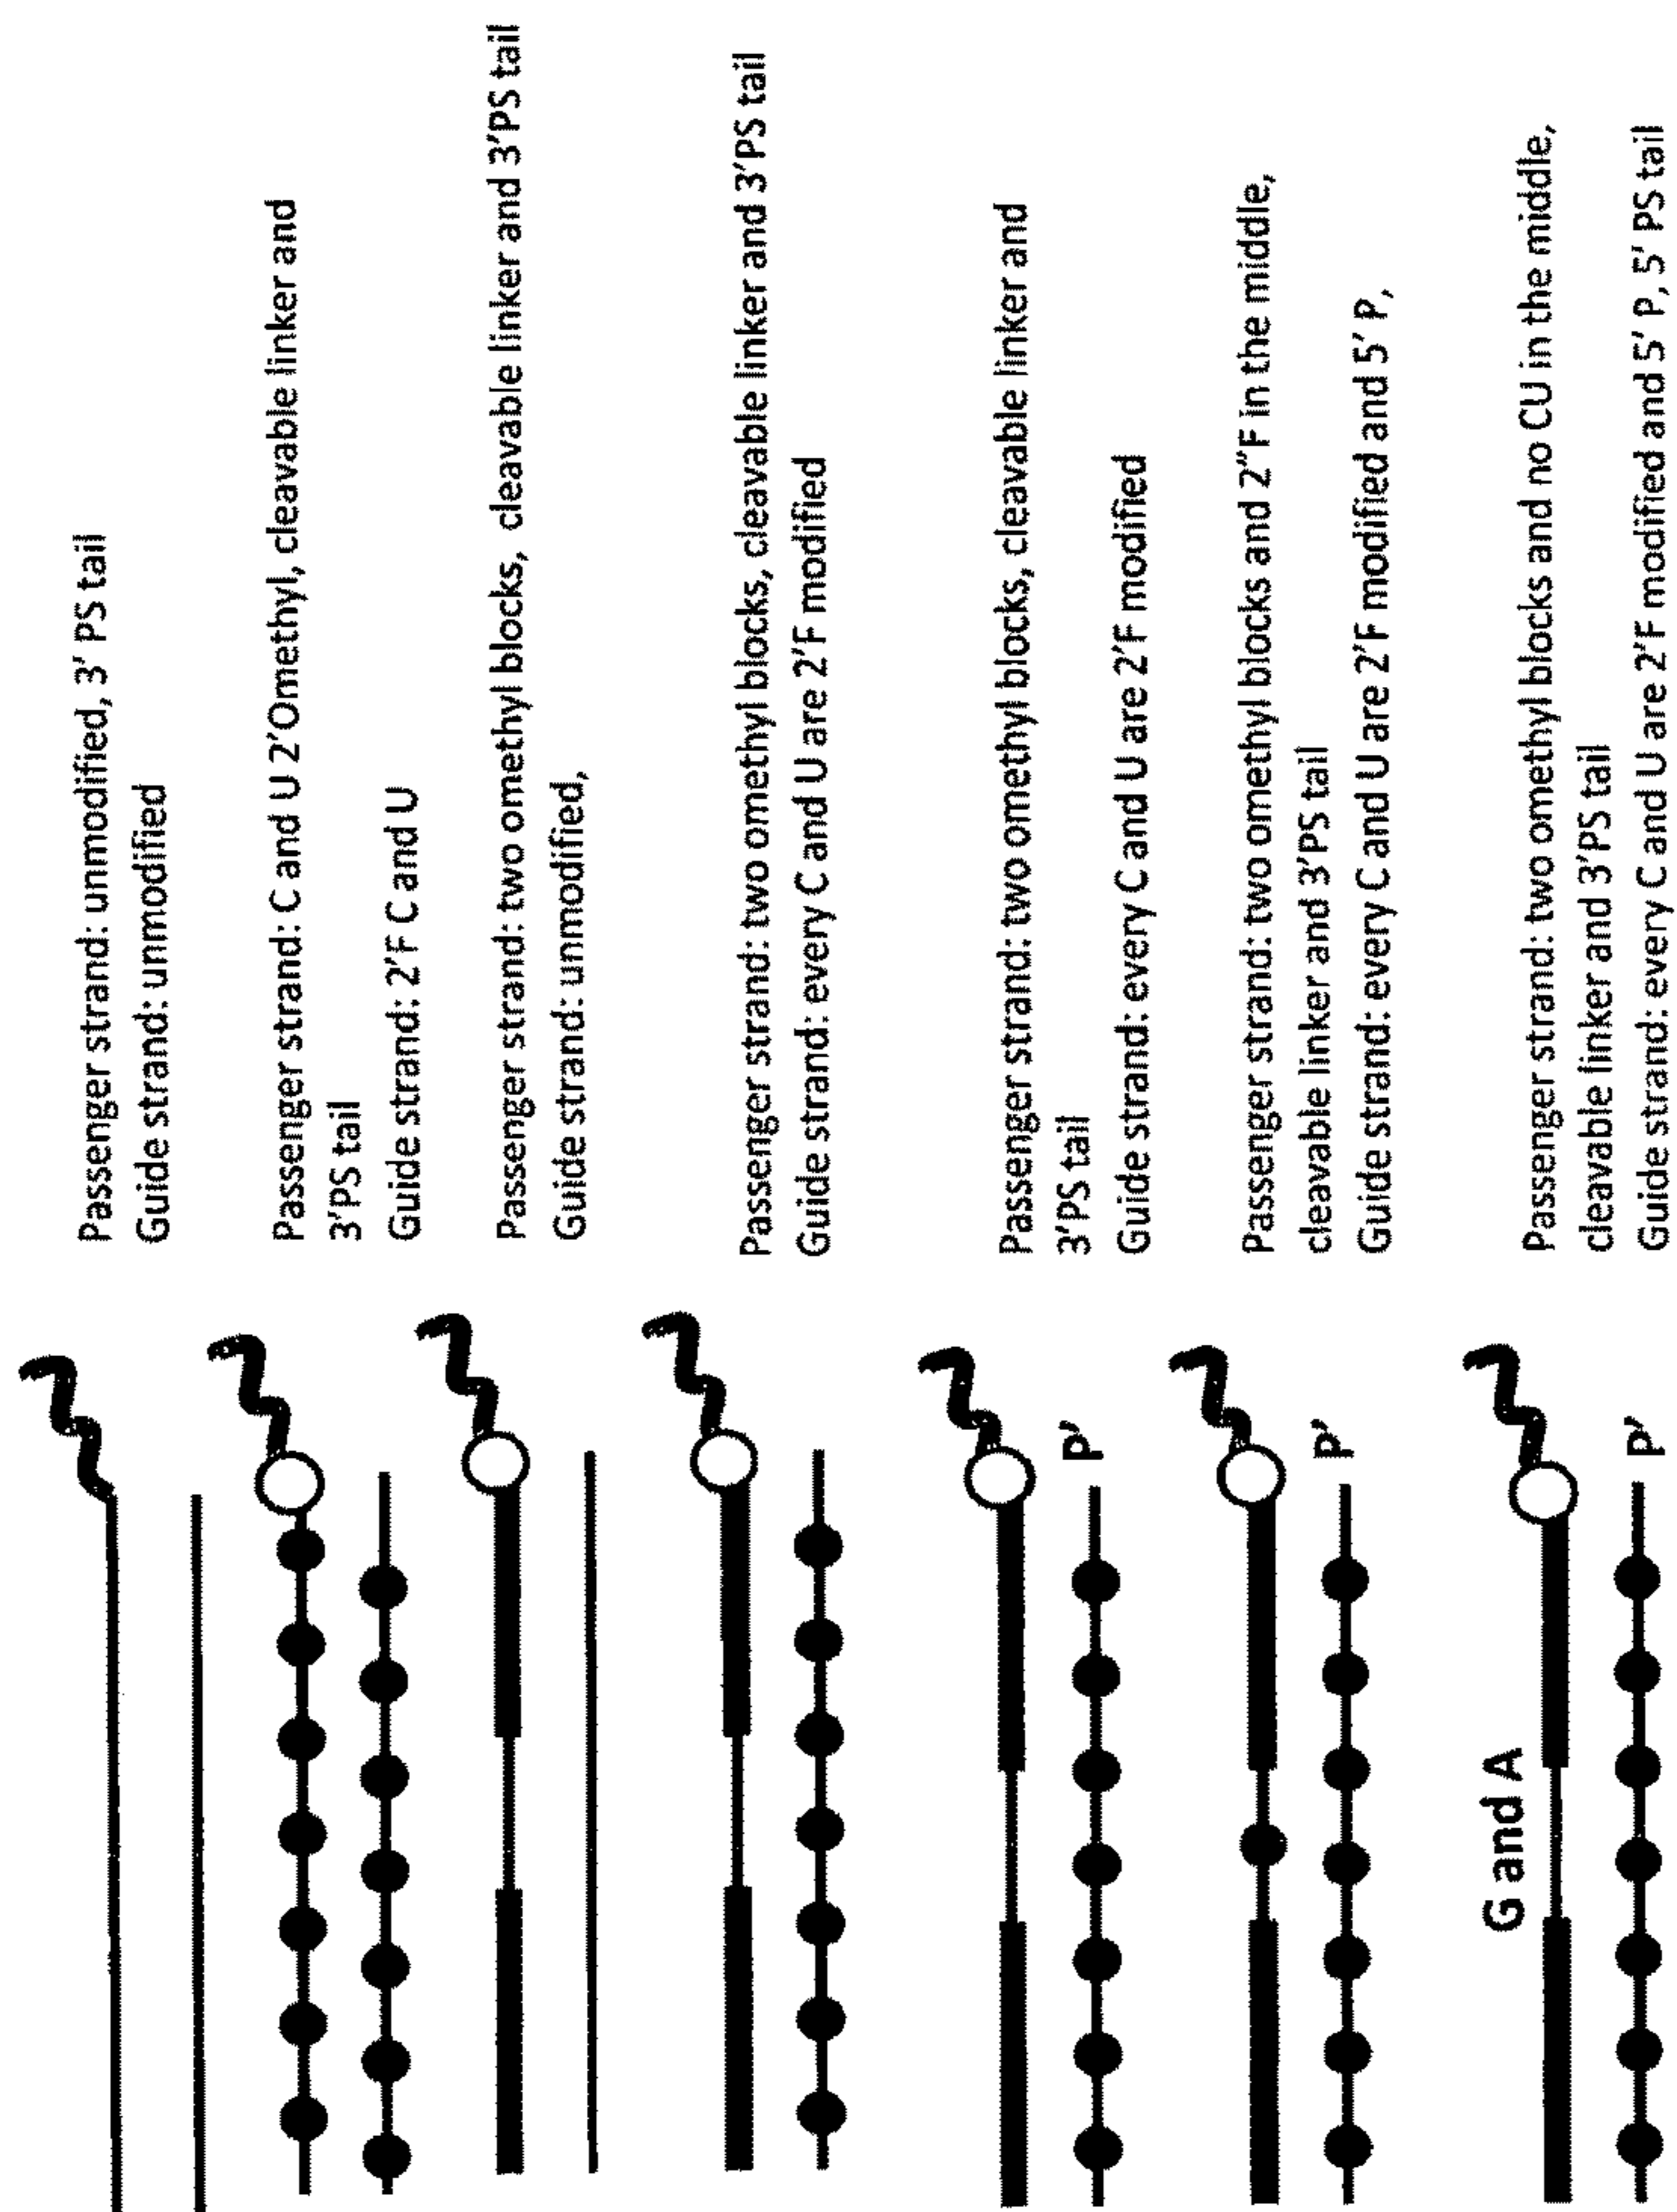 Passenger strand: unmodified, 3' PS tail
Guide strand: unmodified
Passenger strand: C and U 2'Omethyl, cleavable linker and
3'PS tail
Guide strand: 2'F C and U
Passenger strand: two omethyl blocks, cleavable linker and 3'PS tail
Guide strand: unmodified,
Passenger strand: two omethyl blocks, cleavable linker and 3'PS tail
Guide strand: every C and U are 2'F modified
P'
Passenger strand: two omethyl blocks, cleavable linker and
3'PS tail
Guide strand: every C and U are 2'F modified
P'
Passenger strand: two omethyl blocks and 2"F in the middle,
cleavable linker and 3'PS tail
Guide strand: every C and U are 2'F modified and 5' P,
G and A
P'
Passenger strand: two omethyl blocks and no CU in the middle,
cleavable linker and 3'PS tail
Guide strand: every C and U are 2'F modified and 5' P, 5' PS tail